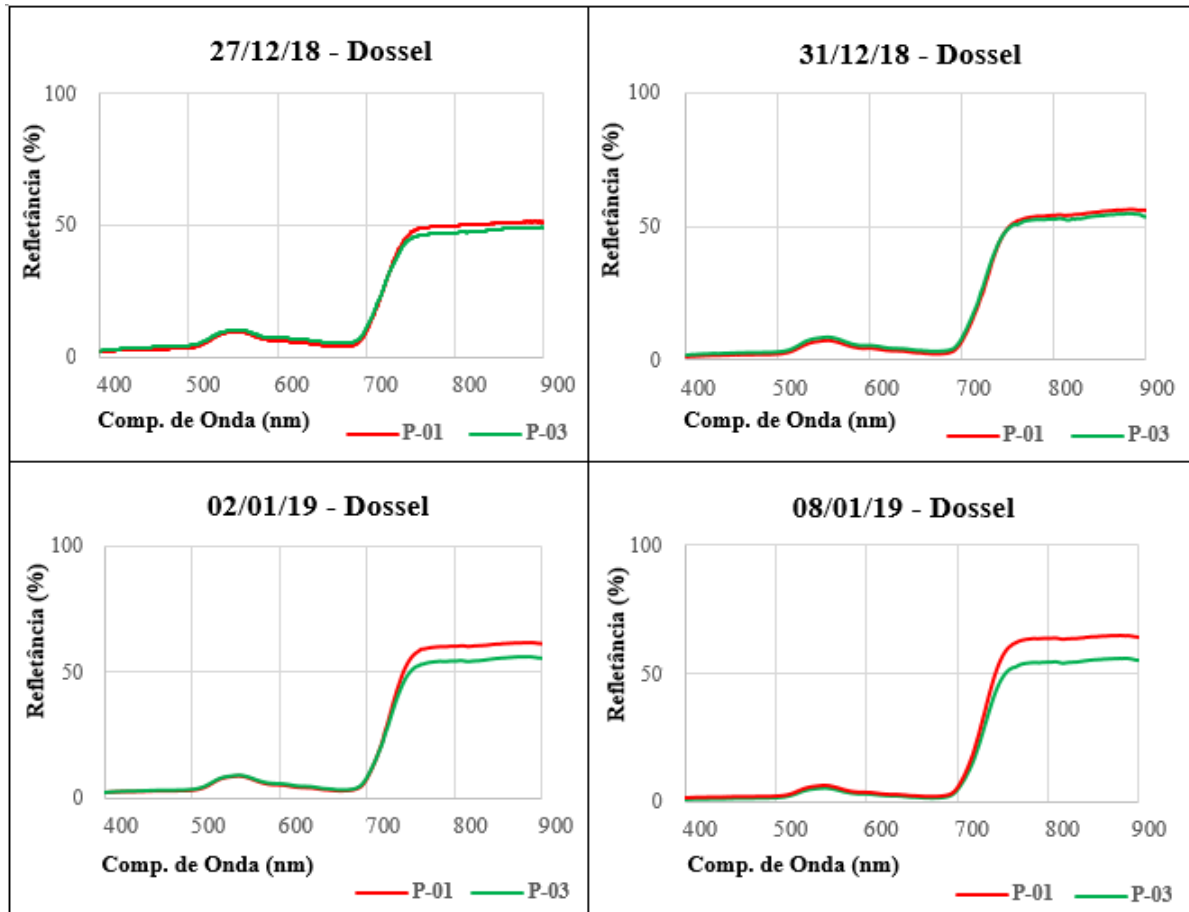 27/12/18 - Dossel
Refletância (%)
100
50
0
400 500 600 700 800 900
Comp. de Onda (nm)
P-01 P-03
31/12/18 - Dossel
Refletância (%)
100
50
0
400 500 600 700 800 900
Comp. de Onda (nm)
P-01 P-03
02/01/19 - Dossel
Refletância (%)
100
50
0
400 500 600 700 800 900
Comp. de Onda (nm)
P-01 P-03
08/01/19 - Dossel
Refletância (%)
100
50
0
400 500 600 700 800 900
Comp. de Onda (nm)
P-01 P-03